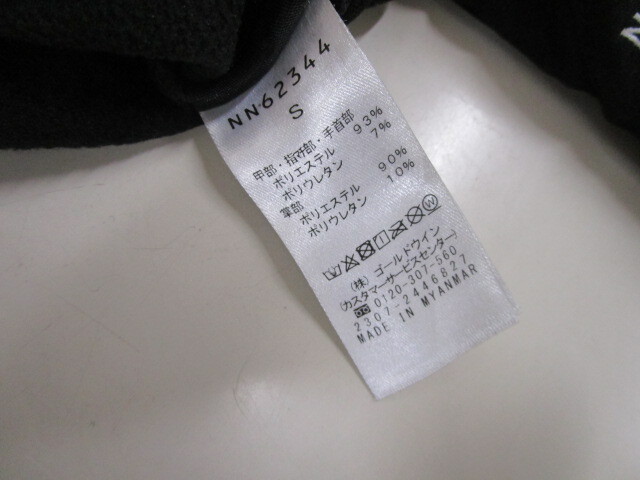 NN62344
S
甲部・指符部・手首部
ポリエステル 93%
ポリウレタン 7%
掌部
ポリエステル 90%
ポリウレタン 10%
(株) ゴールドウイン
(カスタマーサービスセンター)
0120-307-560
2307-2446827
MADE IN MYANMAR
N